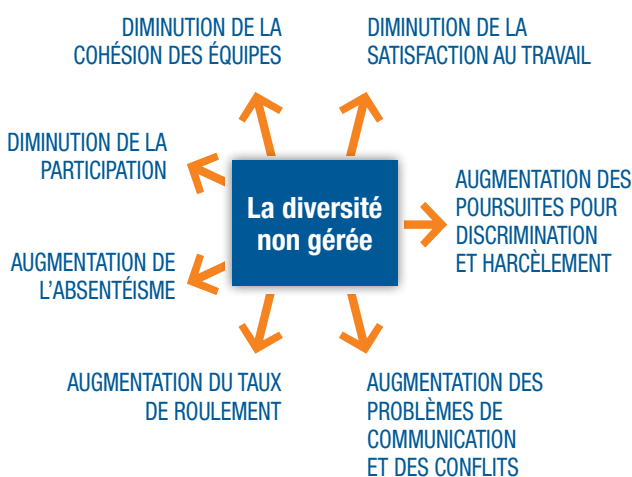 DIMINUTION DE LA
COHÉSION DES ÉQUIPES
DIMINUTION DE LA
SATISFACTION AU TRAVAIL
DIMINUTION DE LA
PARTICIPATION
La diversité
non gérée
AUGMENTATION DES
POURSUITES POUR
DISCRIMINATION
ET HARCÈLEMENT
AUGMENTATION DE
L’ABSENTÉISME
AUGMENTATION DU TAUX
DE ROULEMENT
AUGMENTATION DES
PROBLÈMES DE
COMMUNICATION
ET DES CONFLITS